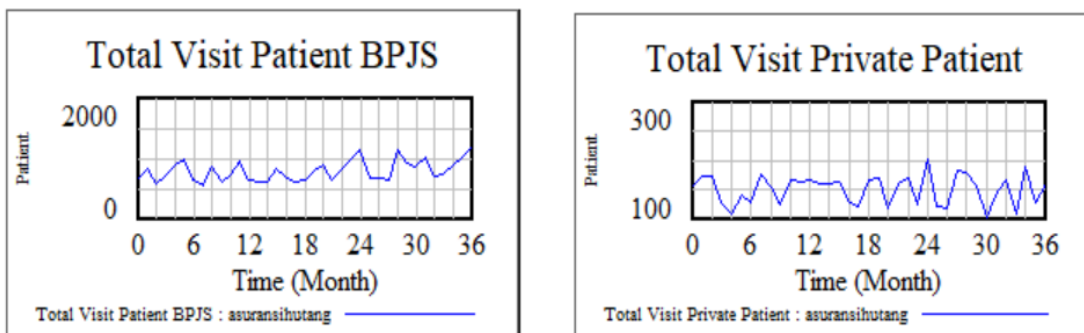 Total Visit Patient BPJS
2000
Patient
0
0 6 12 18 24 30 36
Time (Month)
Total Visit Patient BPJS : asuransihutang
Total Visit Private Patient
300
Patient
100
0 6 12 18 24 30 36
Time (Month)
Total Visit Private Patient : asuransihutang